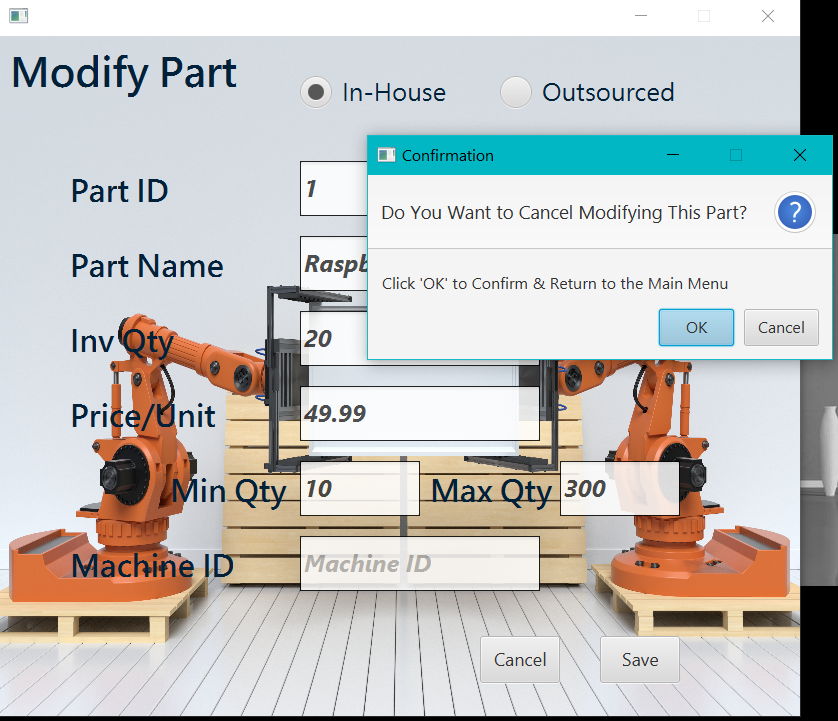 Modify Part
In-House
Outsourced
Confirmation
Do You Want to Cancel Modifying This Part?
?
Click 'OK' to Confirm & Return to the Main Menu
OK
Cancel
Part ID
1
Part Name
Inv Qty
20
Price/Unit
49.99
Min Qty
10
Max Qty
300
Machine ID
Machine ID
Cancel
Save